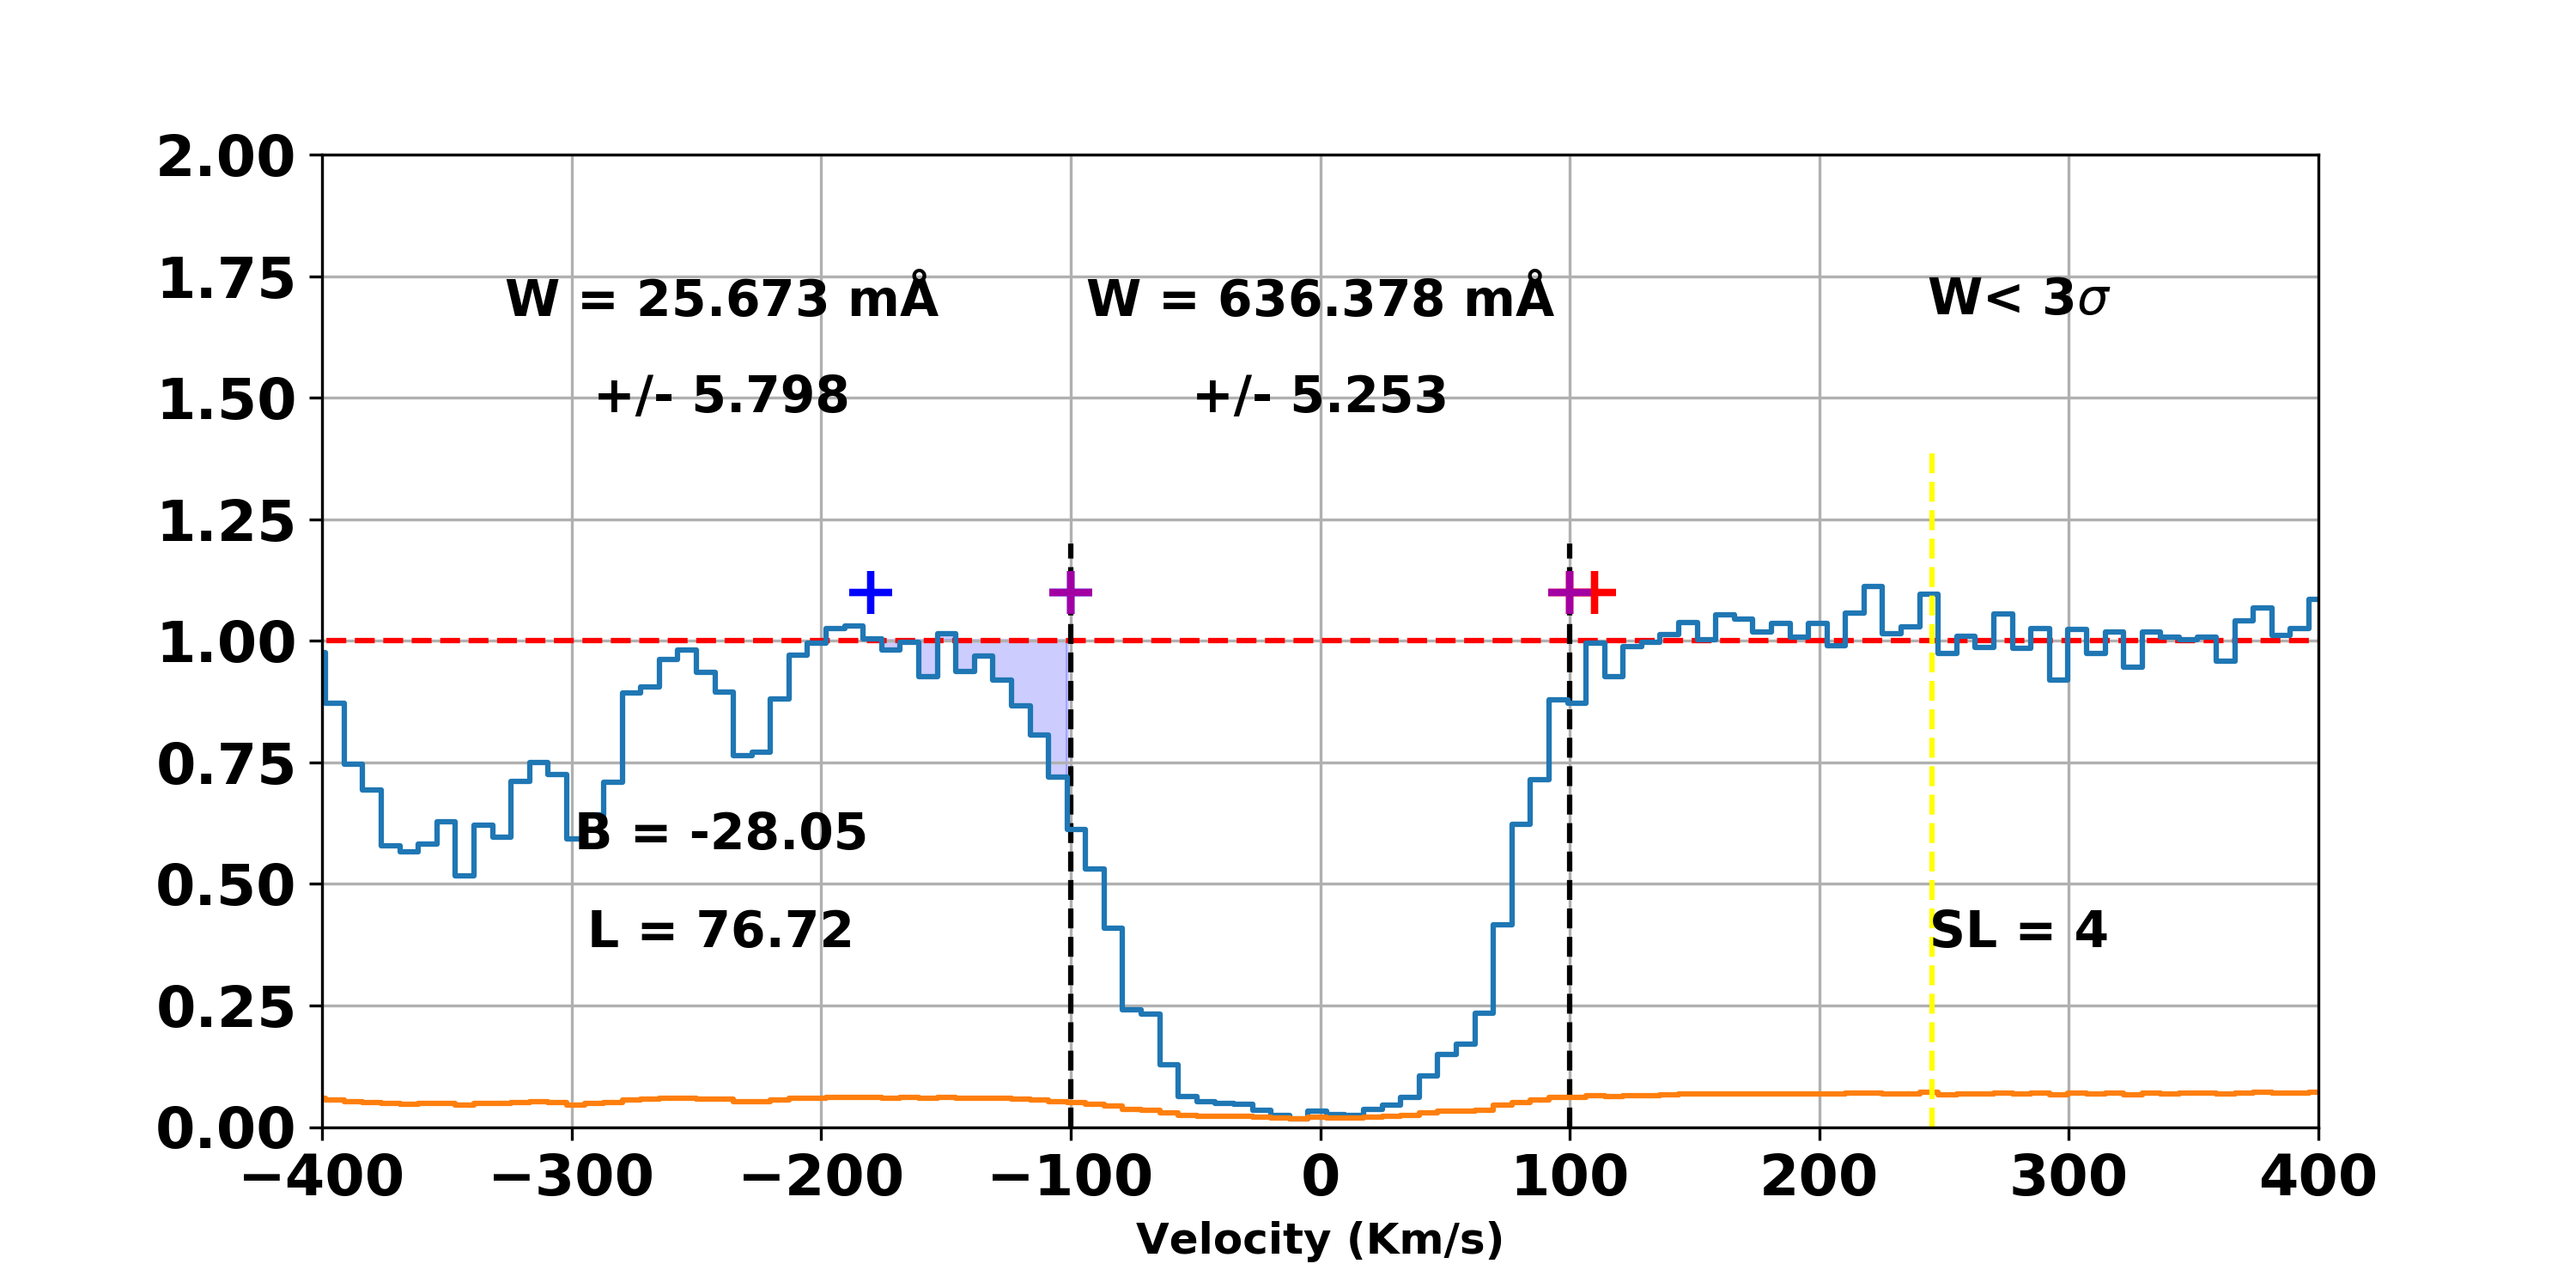 2.00
1.75
1.50
1.25
1.00
0.75
0.50
0.25
0.00
W = 25.673 mÅ
+/- 5.798
W = 636.378 mÅ
+/- 5.253
W< 3σ
B = -28.05
L = 76.72
SL = 4
−400 −300 −200 −100 0 100 200 300 400
Velocity (Km/s)